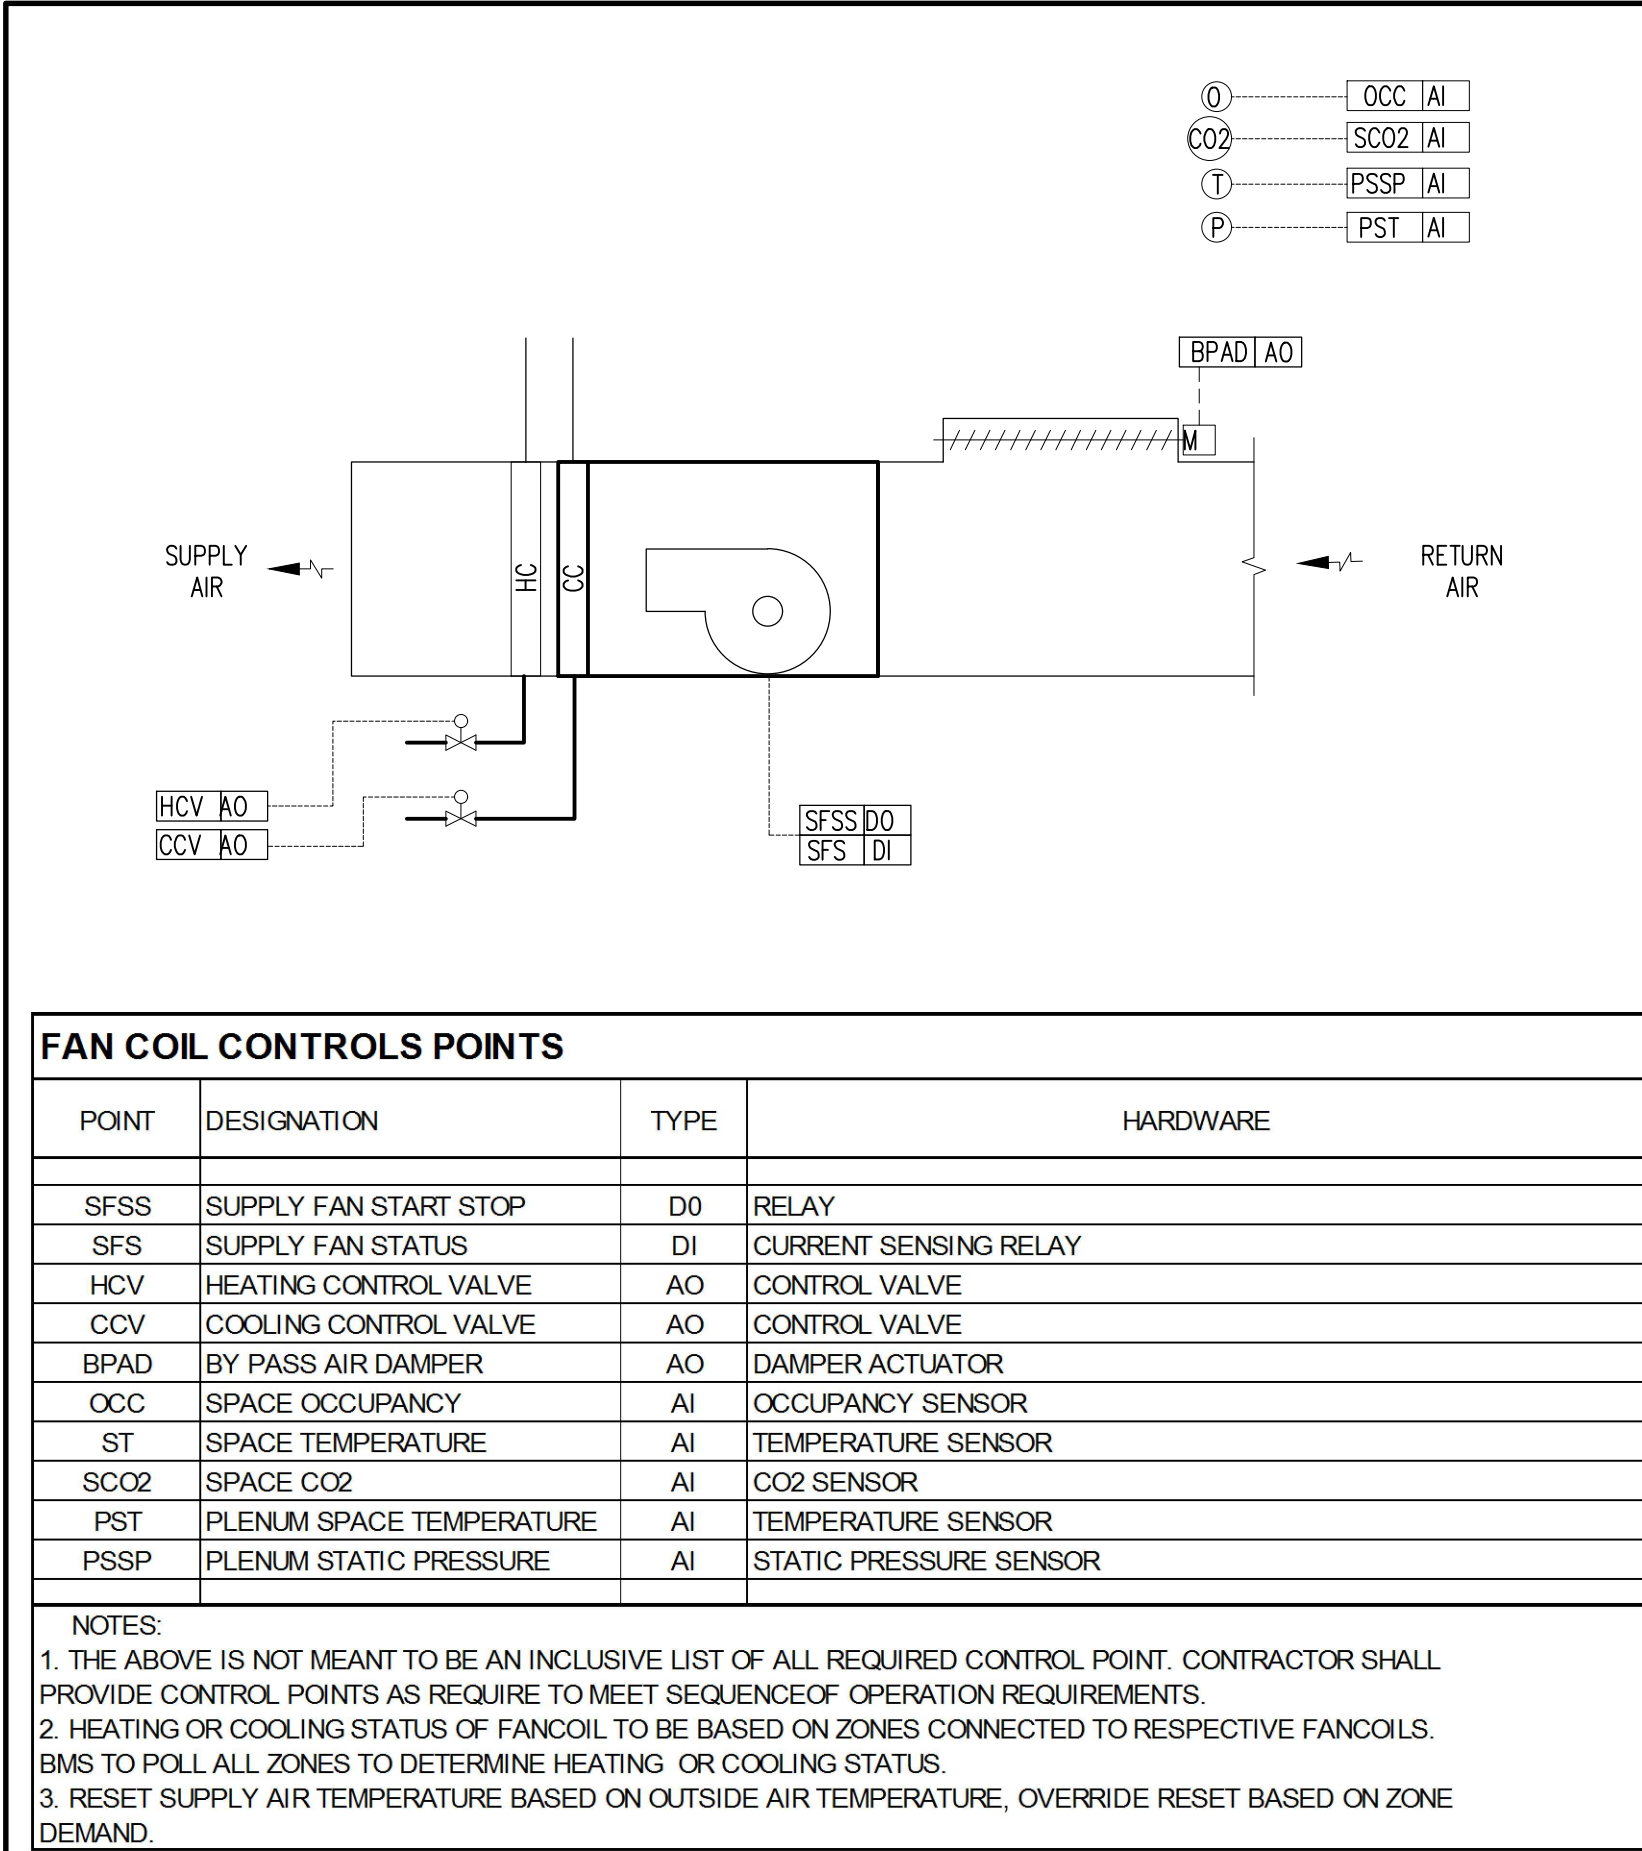 O OCC AI
CO2 SCO2 AI
T PSSP AI
P PST AI
BPAD AO
M
SUPPLY
AIR
HC
CC
RETURN
AIR
HCV AO
CCV AO
SFSS DO
SFS DI
FAN COIL CONTROLS POINTS
POINT DESIGNATION TYPE HARDWARE
SFSS SUPPLY FAN START STOP D0 RELAY
SFS SUPPLY FAN STATUS DI CURRENT SENSING RELAY
HCV HEATING CONTROL VALVE AO CONTROL VALVE
CCV COOLING CONTROL VALVE AO CONTROL VALVE
BPAD BY PASS AIR DAMPER AO DAMPER ACTUATOR
OCC SPACE OCCUPANCY AI OCCUPANCY SENSOR
ST SPACE TEMPERATURE AI TEMPERATURE SENSOR
SCO2 SPACE CO2 AI CO2 SENSOR
PST PLENUM SPACE TEMPERATURE AI TEMPERATURE SENSOR
PSSP PLENUM STATIC PRESSURE AI STATIC PRESSURE SENSOR
NOTES:
1. THE ABOVE IS NOT MEANT TO BE AN INCLUSIVE LIST OF ALL REQUIRED CONTROL POINT. CONTRACTOR SHALL
PROVIDE CONTROL POINTS AS REQUIRE TO MEET SEQUENCEOF OPERATION REQUIREMENTS.
2. HEATING OR COOLING STATUS OF FANCOIL TO BE BASED ON ZONES CONNECTED TO RESPECTIVE FANCOILS.
BMS TO POLL ALL ZONES TO DETERMINE HEATING OR COOLING STATUS.
3. RESET SUPPLY AIR TEMPERATURE BASED ON OUTSIDE AIR TEMPERATURE, OVERRIDE RESET BASED ON ZONE
DEMAND.